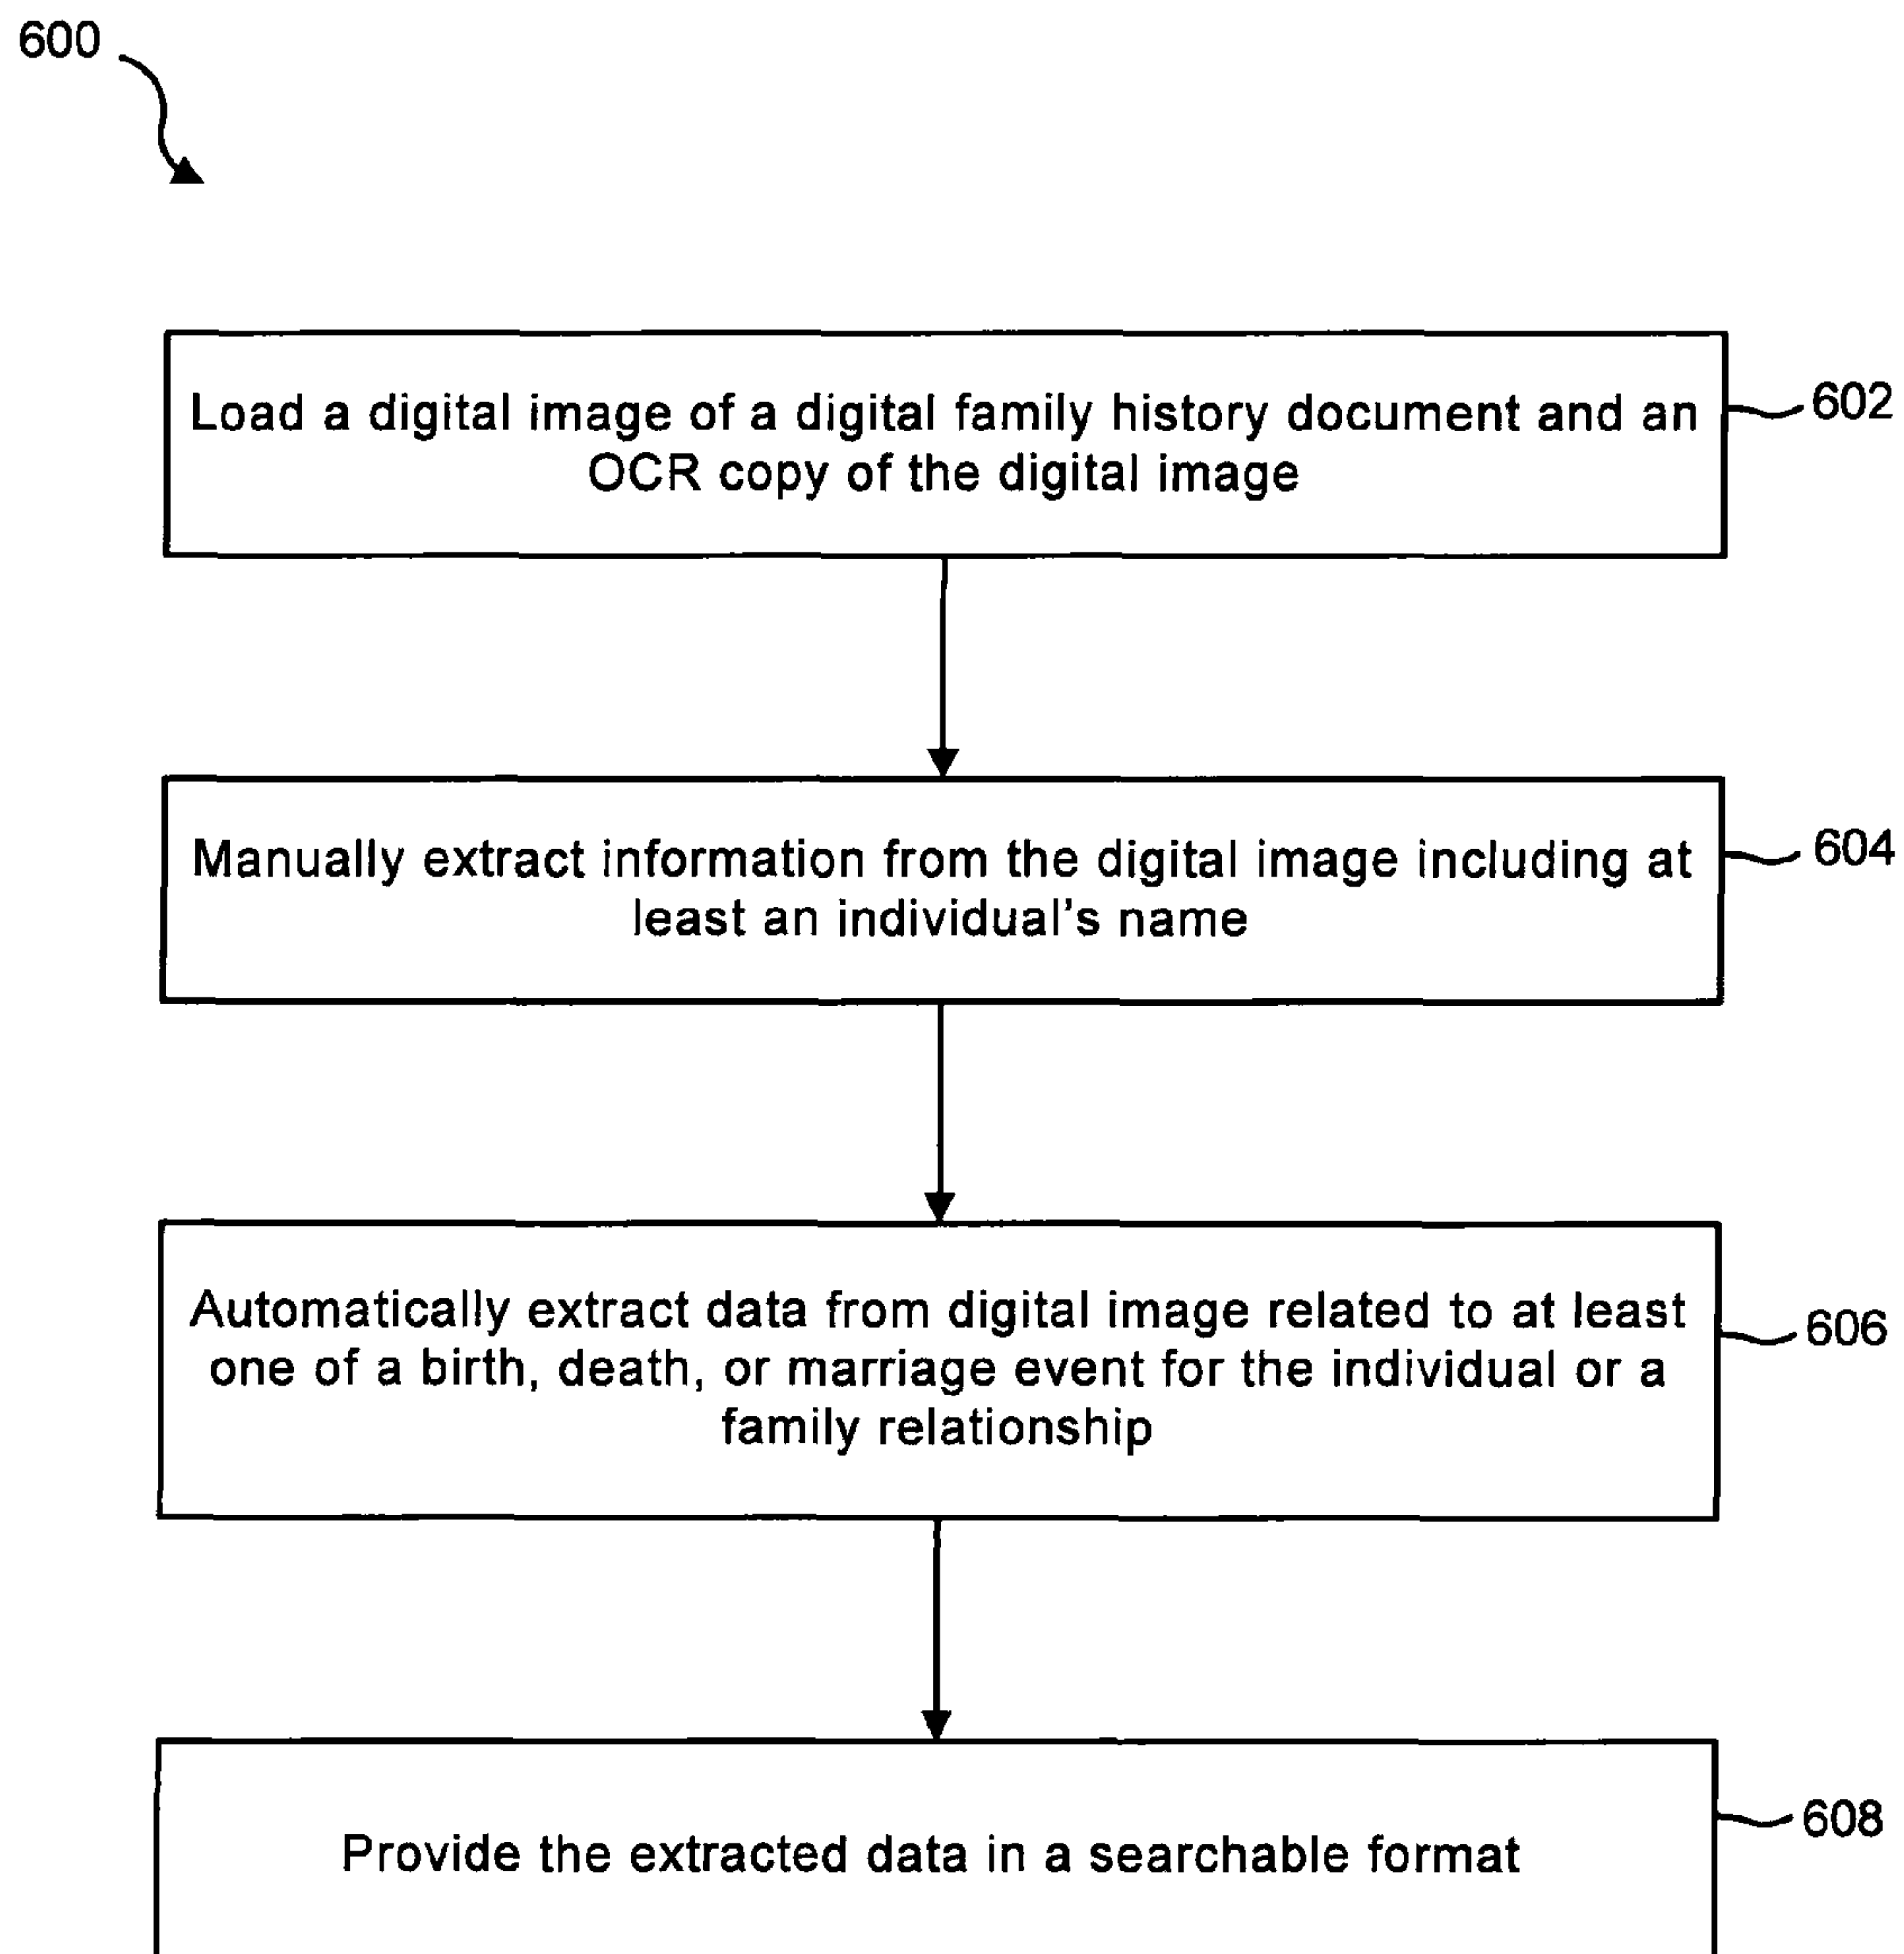 600
Load a digital image of a digital family history document and an
OCR copy of the digital image
602
Manually extract information from the digital image including at
least an individual's name
604
Automatically extract data from digital image related to at least
one of a birth, death, or marriage event for the individual or a
family relationship
606
Provide the extracted data in a searchable format
608